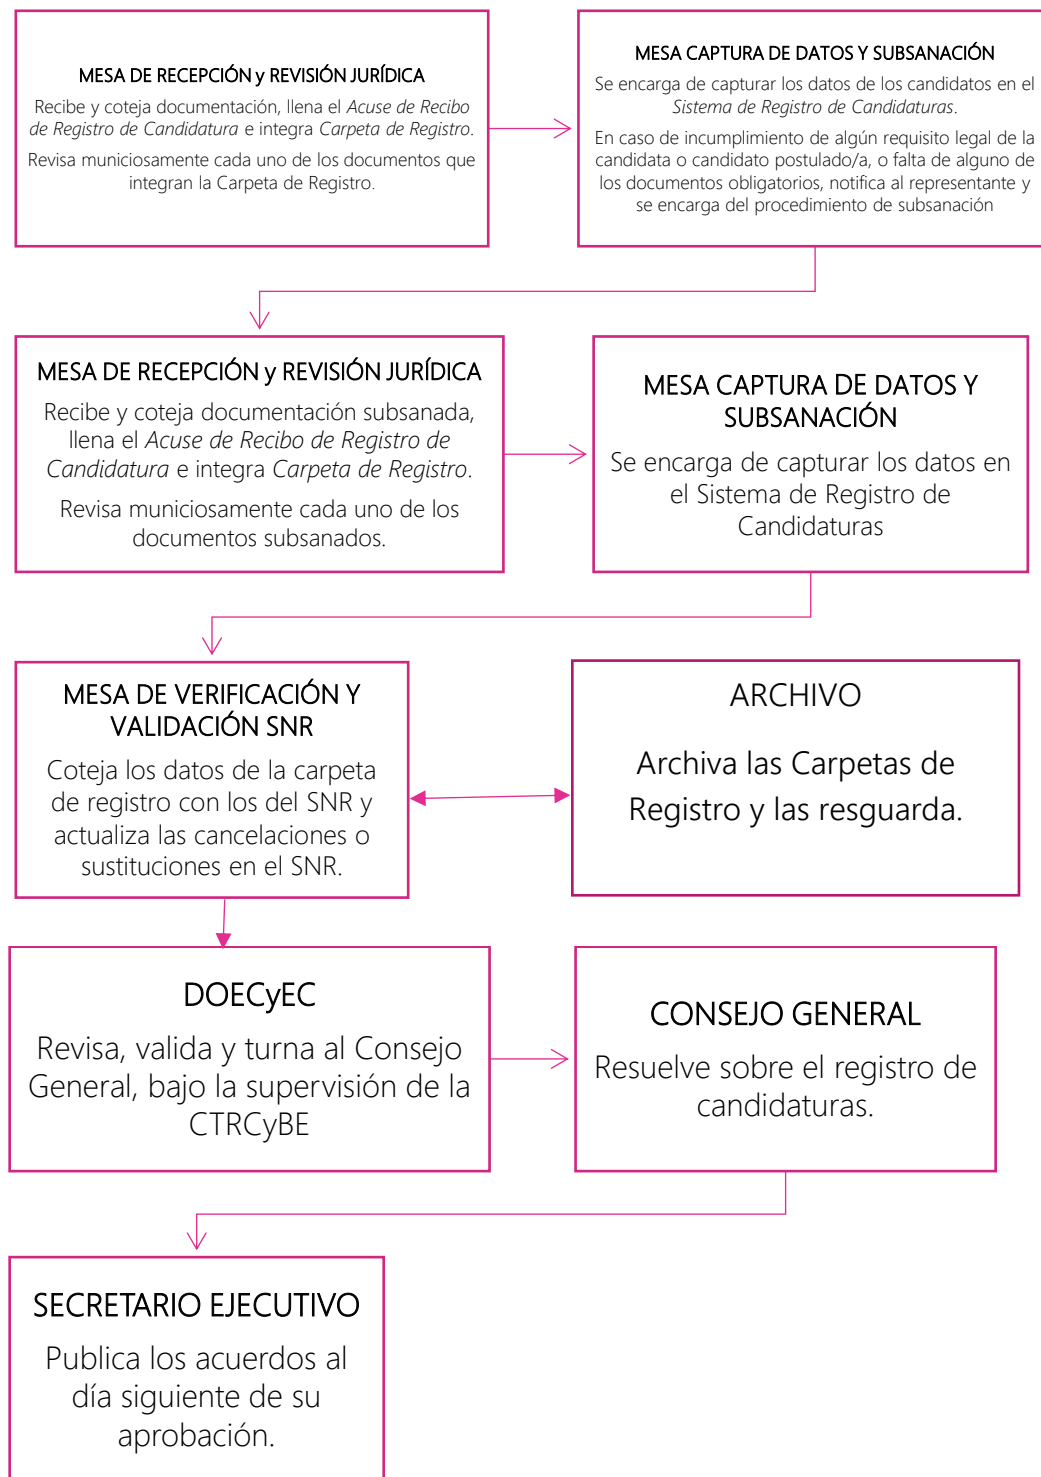 MESA DE RECEPCIÓN y REVISIÓN JURÍDICA
Recibe y coteja documentación, llena el Acuse de Recibo
de Registro de Candidatura e integra Carpeta de Registro.
Revisa municiosamente cada uno de los documentos que
integran la Carpeta de Registro.
MESA CAPTURA DE DATOS Y SUBSANACIÓN
Se encarga de capturar los datos de los candidatos en el
Sistema de Registro de Candidaturas.
En caso de incumplimiento de algún requisito legal de la
candidata o candidato postulado/a, o falta de alguno de
los documentos obligatorios, notifica al representante y
se encarga del procedimiento de subsanación
MESA DE RECEPCIÓN y REVISIÓN JURÍDICA
Recibe y coteja documentación subsanada,
llena el Acuse de Recibo de Registro de
Candidatura e integra Carpeta de Registro.
Revisa municiosamente cada uno de los
documentos subsanados.
MESA CAPTURA DE DATOS Y
SUBSANACIÓN
Se encarga de capturar los datos en
el Sistema de Registro de
Candidaturas
MESA DE VERIFICACIÓN Y
VALIDACIÓN SNR
Coteja los datos de la carpeta
de registro con los del SNR y
actualiza las cancelaciones o
sustituciones en el SNR.
ARCHIVO
Archiva las Carpetas de
Registro y las resguarda.
DOECyEC
Revisa, valida y turna al Consejo
General, bajo la supervisión de la
CTRCyBE
CONSEJO GENERAL
Resuelve sobre el registro de
candidaturas.
SECRETARIO EJECUTIVO
Publica los acuerdos al
día siguiente de su
aprobación.